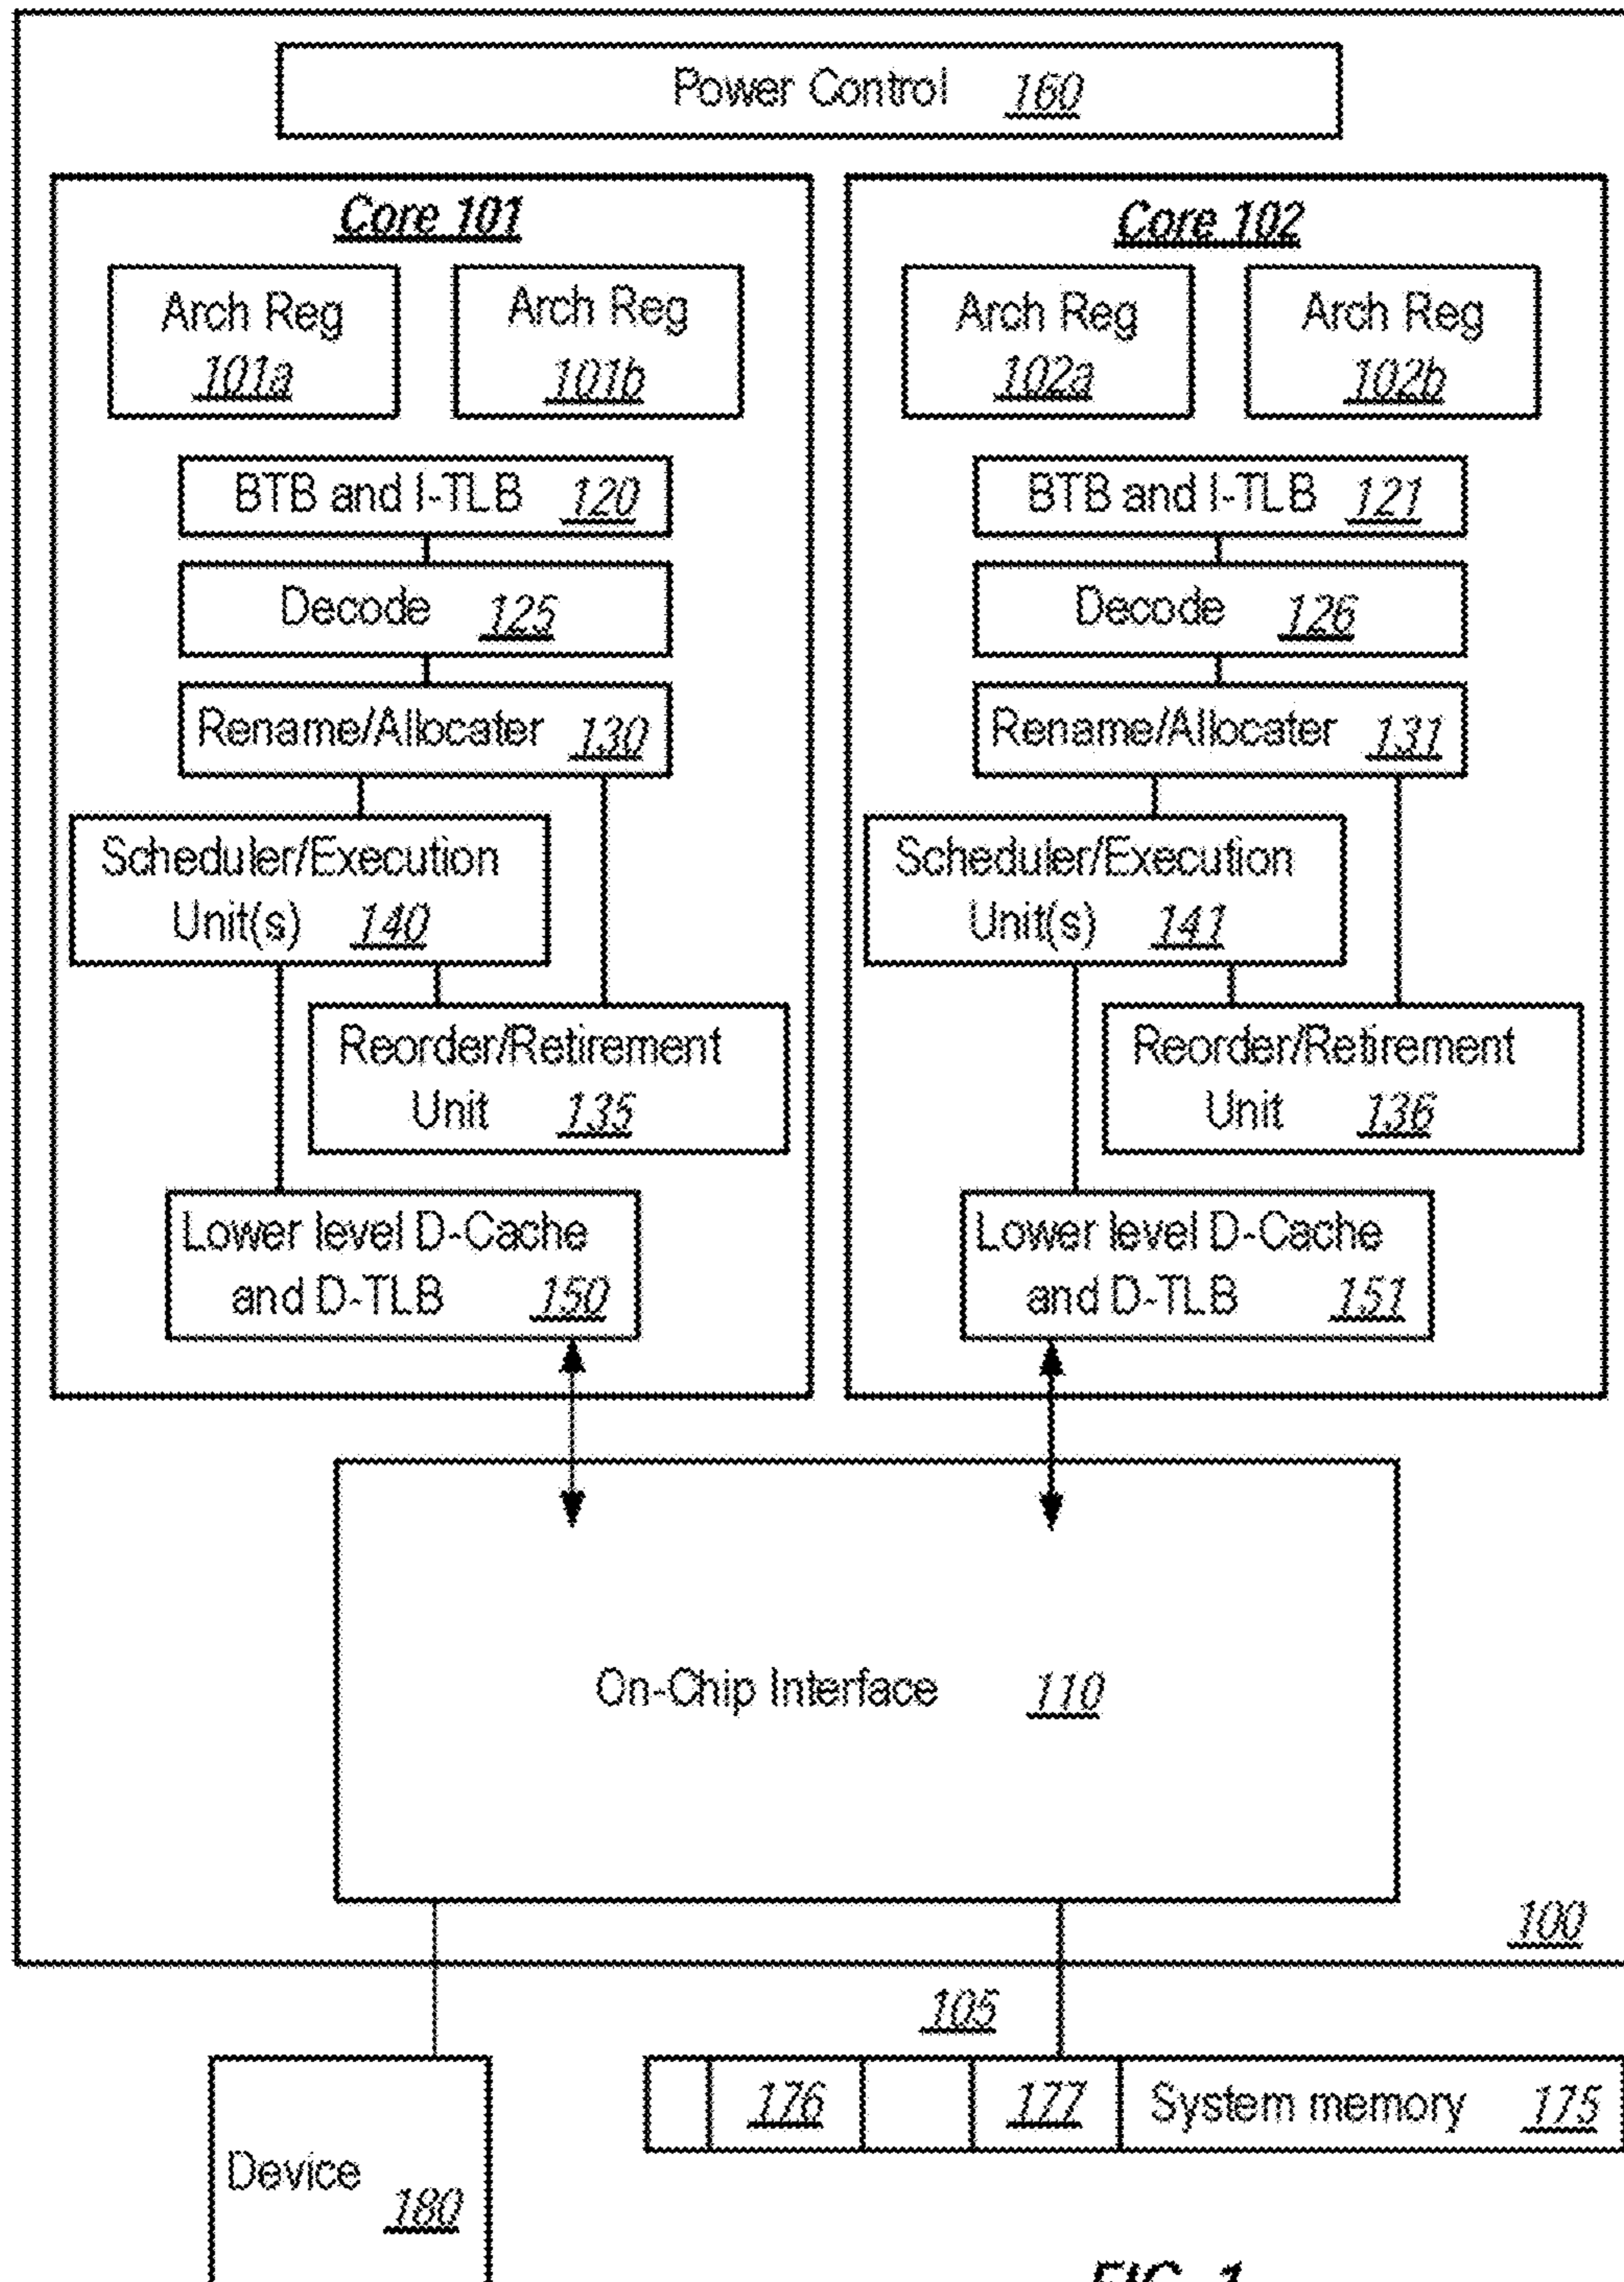 Power Control 160
Core 101
Arch Reg
101a
Arch Reg
101b
BTB and I-TLB 120
Decode 125
Rename/Allocater 130
Scheduler/Execution
Unit(s) 140
Reorder/Retirement
Unit 135
Lower level D-Cache
and D-TLB 150
Core 102
Arch Reg
102a
Arch Reg
102b
BTB and I-TLB 121
Decode 126
Rename/Allocater 131
Scheduler/Execution
Unit(s) 141
Reorder/Retirement
Unit 136
Lower level D-Cache
and D-TLB 151
On-Chip Interface 110
100
105
176
177
System memory 175
Device
180
FIG. 1